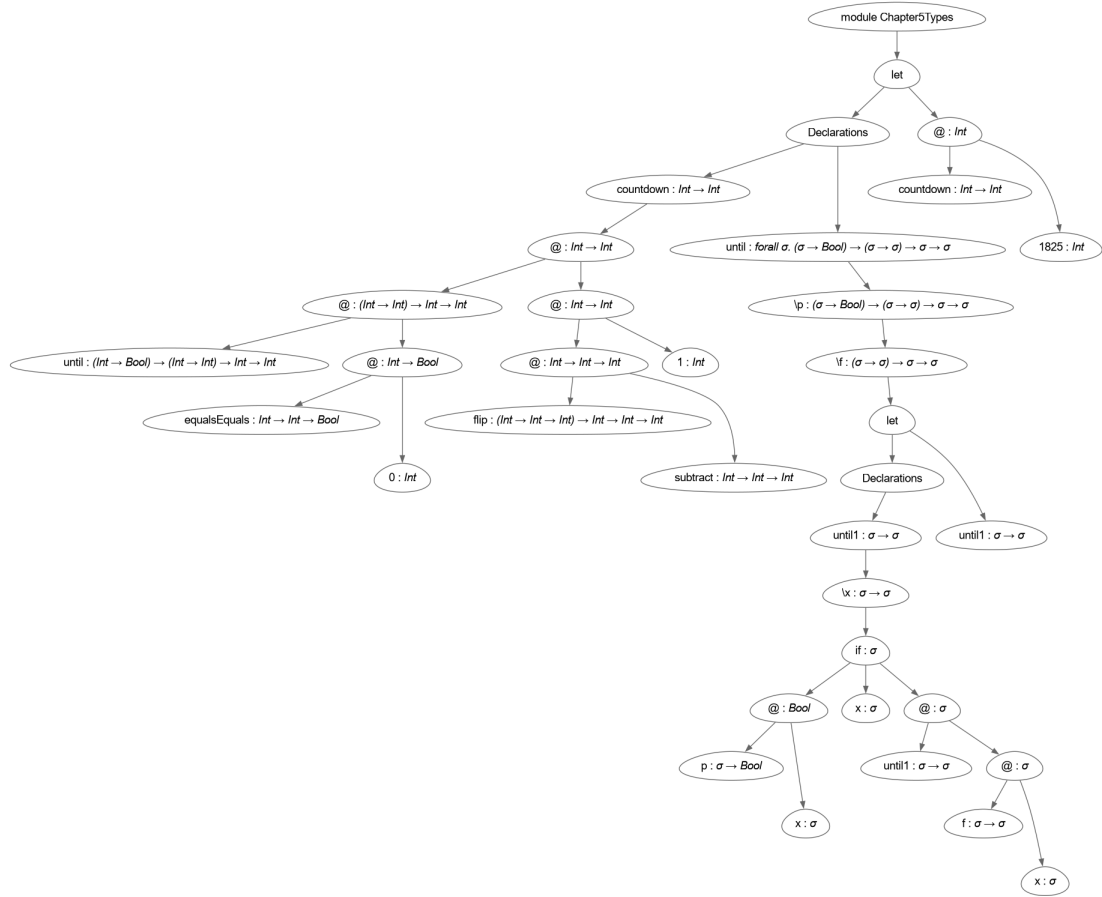 module Chapter5Types
let
Declarations
@ : Int
countdown : Int → Int
countdown : Int → Int
@ : Int → Int
until : forall σ. (σ → Bool) → (σ → σ) → σ → σ
1825 : Int
@ : (Int → Int) → Int → Int
@ : Int → Int
\p : (σ → Bool) → (σ → σ) → σ → σ
until : (Int → Bool) → (Int → Int) → Int → Int
@ : Int → Bool
@ : Int → Int → Int
1 : Int
\f : (σ → σ) → σ → σ
equalsEquals : Int → Int → Bool
flip : (Int → Int → Int) → Int → Int → Int
let
0 : Int
subtract : Int → Int → Int
Declarations
until1 : σ → σ
until1 : σ → σ
\x : σ → σ
if : σ
@ : Bool
x : σ
@ : σ
p : σ → Bool
until1 : σ → σ
@ : σ
x : σ
f : σ → σ
x : σ